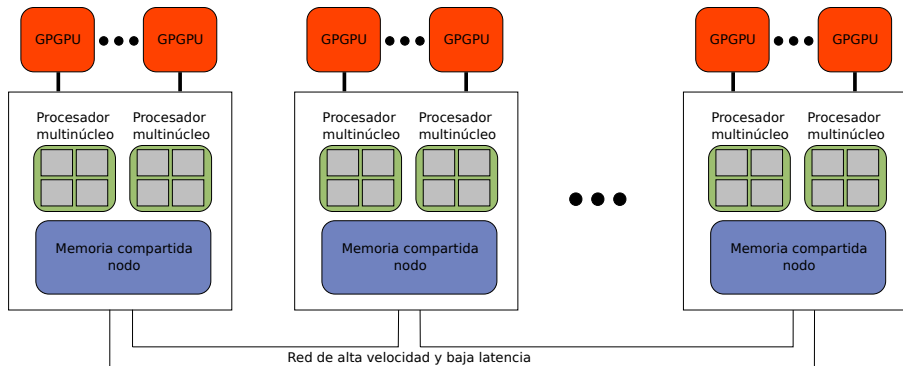 GPGPU GPGPU GPGPU GPGPU GPGPU GPGPU
Procesador Procesador Procesador Procesador Procesador Procesador
multinúcleo multinúcleo multinúcleo multinúcleo multinúcleo multinúcleo
Memoria compartida Memoria compartida Memoria compartida
nodo nodo nodo
Red de alta velocidad y baja latencia